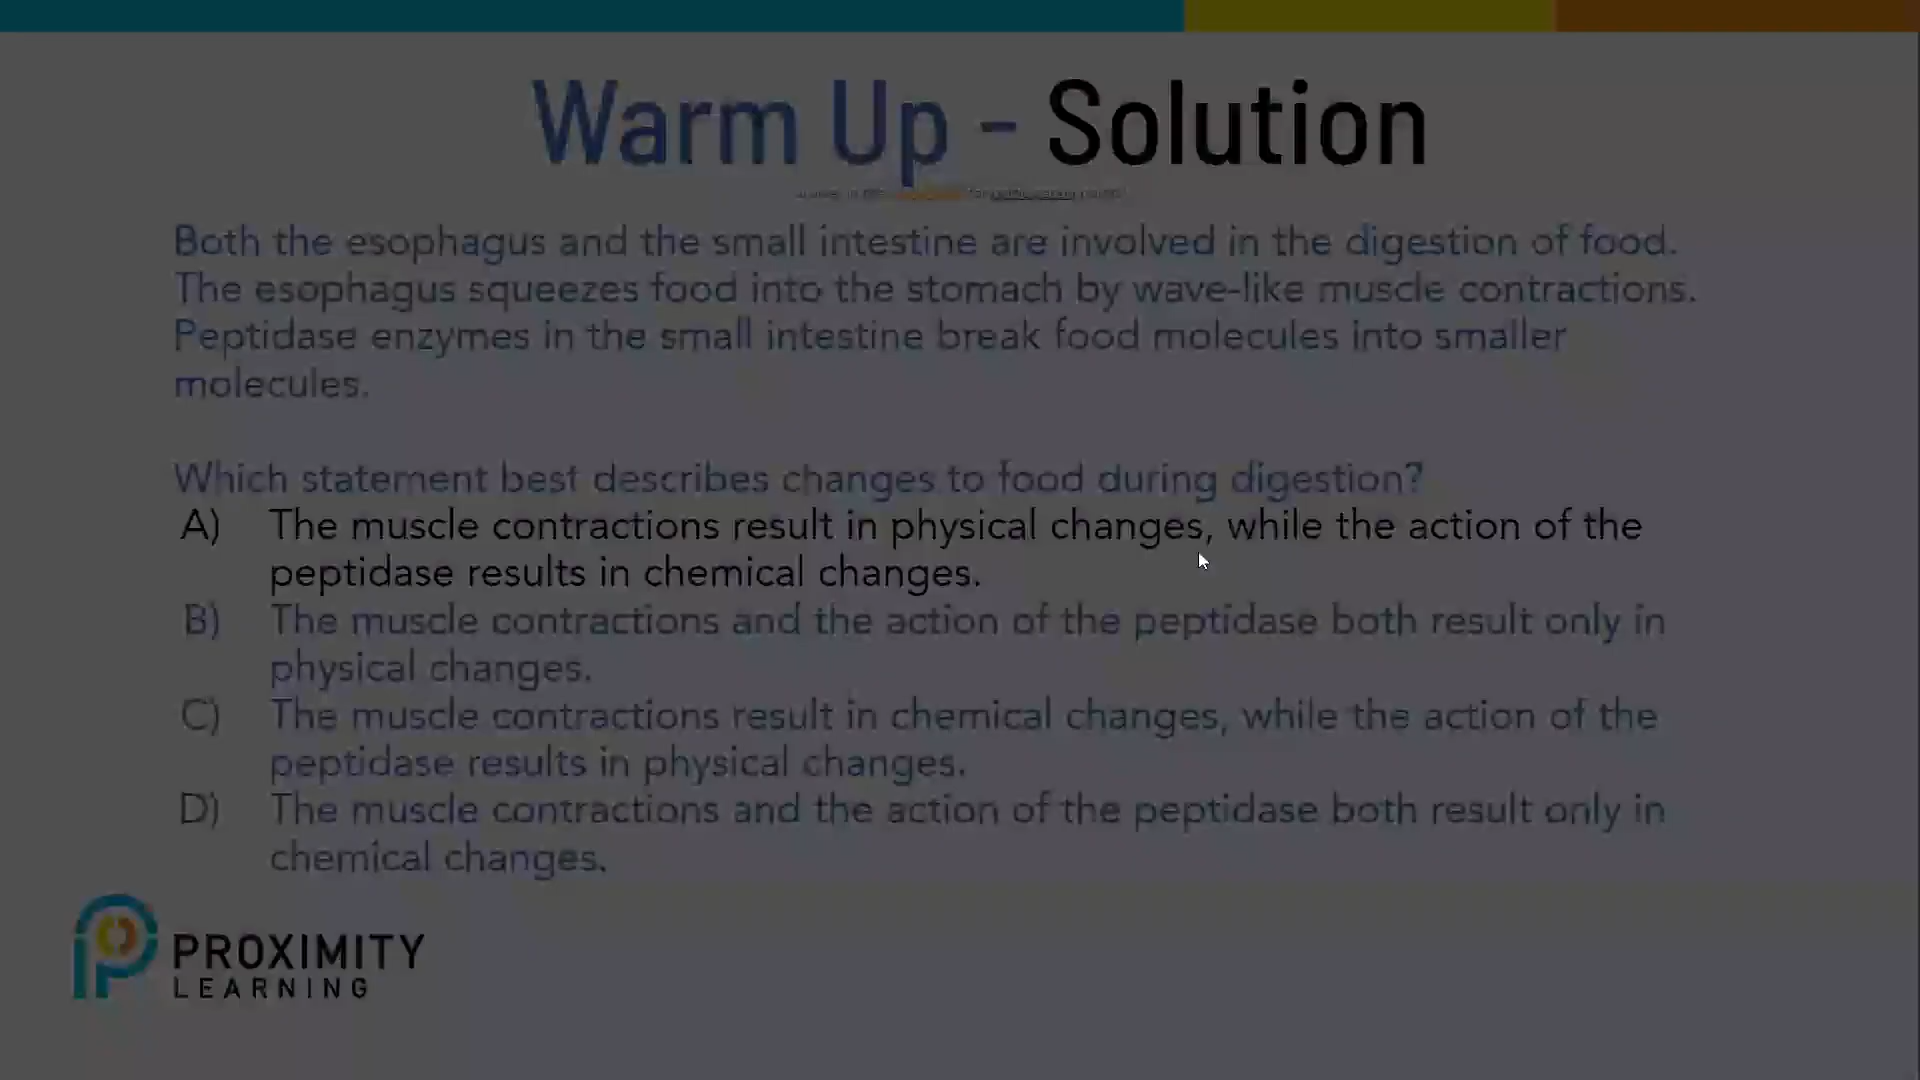 Warm Up - Solution
Both the esophagus and the small intestine are involved in the digestion of food.
The esophagus squeezes food into the stomach by wave-like muscle contractions.
Peptidase enzymes in the small intestine break food molecules into smaller
molecules.
Which statement best describes changes to food during digestion?
A) The muscle contractions result in physical changes, while the action of the
peptidase results in chemical changes.
B) The muscle contractions and the action of the peptidase both result only in
physical changes.
C) The muscle contractions result in chemical changes, while the action of the
peptidase results in physical changes.
D) The muscle contractions and the action of the peptidase both result only in
chemical changes.
PROXIMITY
LEARNING